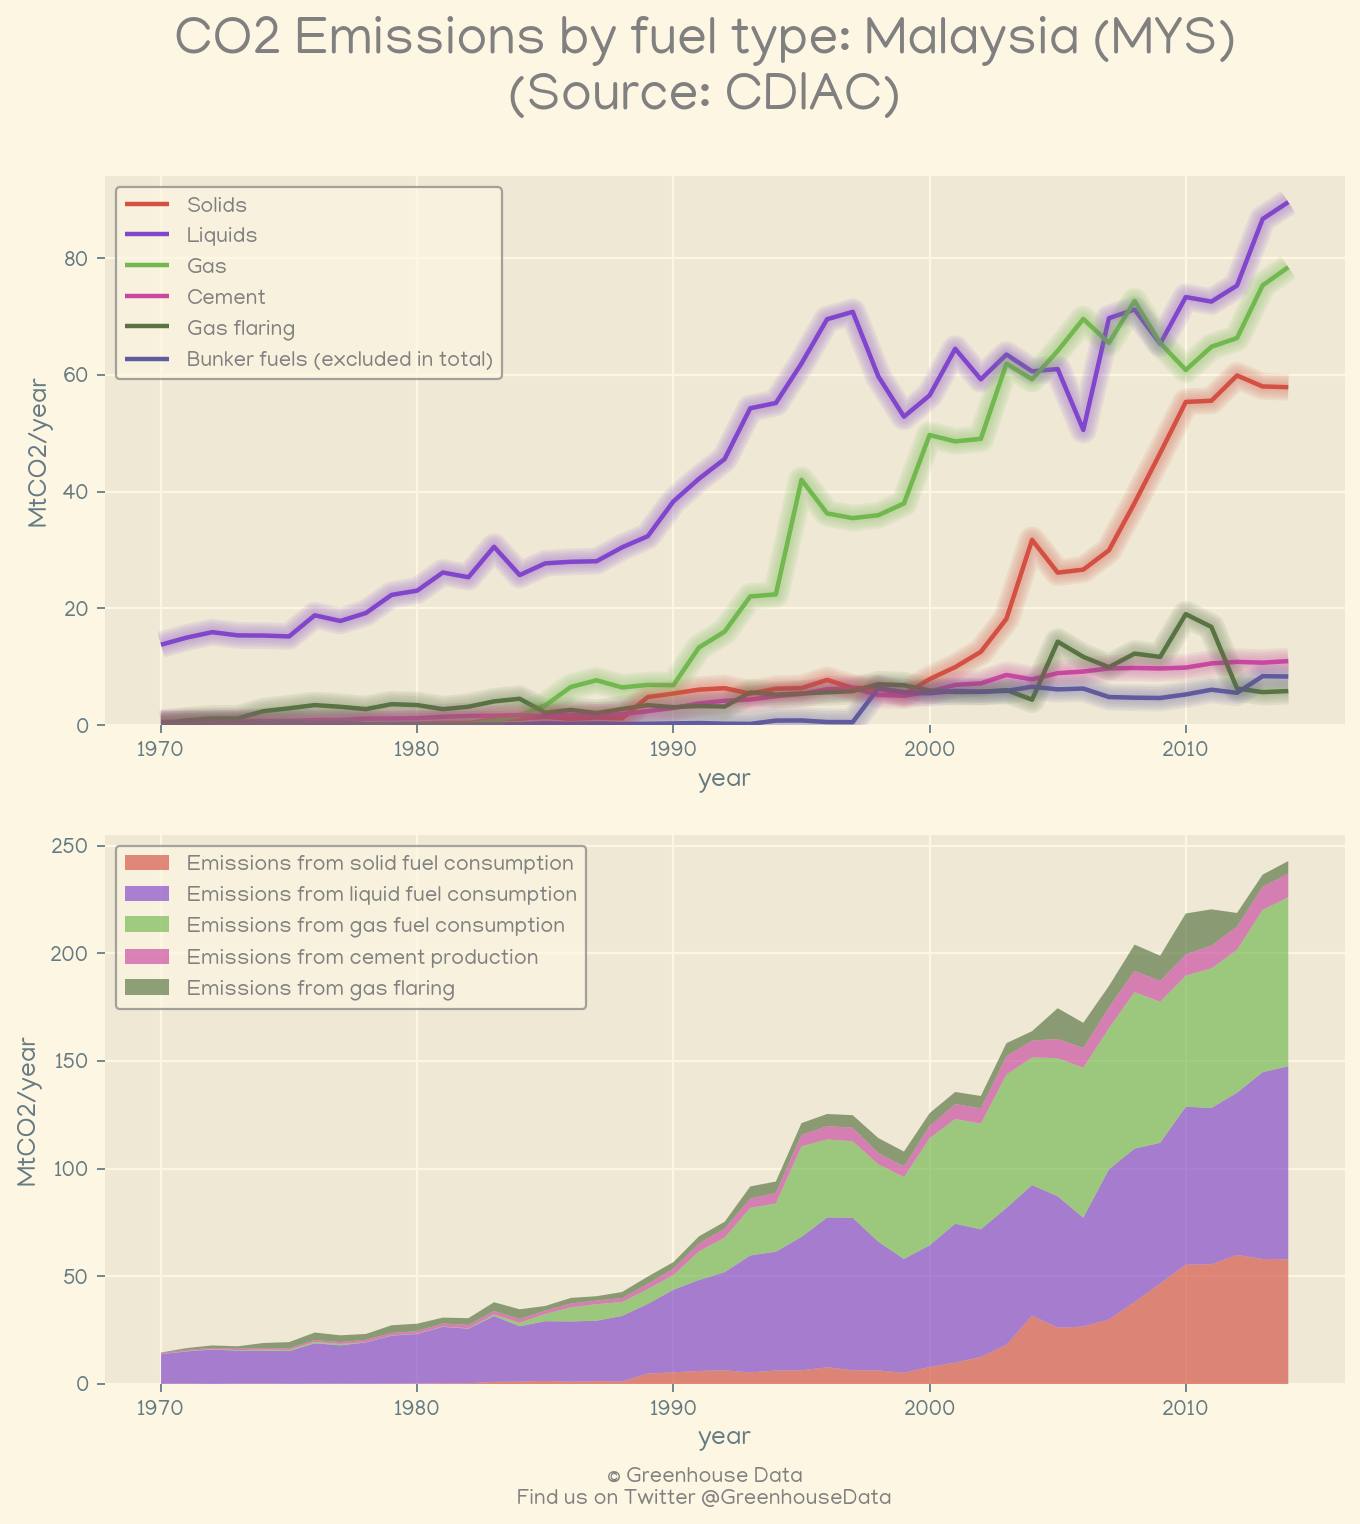 CO2 Emissions by fuel type: Malaysia (MYS)
(Source: CDIAC)
Solids
Liquids
Gas
Cement
Gas flaring
Bunker fuels (excluded in total)
MtCO2/year
80
60
40
20
0
1970 1980 1990 2000 2010
year
Emissions from solid fuel consumption
Emissions from liquid fuel consumption
Emissions from gas fuel consumption
Emissions from cement production
Emissions from gas flaring
MtCO2/year
250
200
150
100
50
0
1970 1980 1990 2000 2010
year
© Greenhouse Data
Find us on Twitter @GreenhouseData